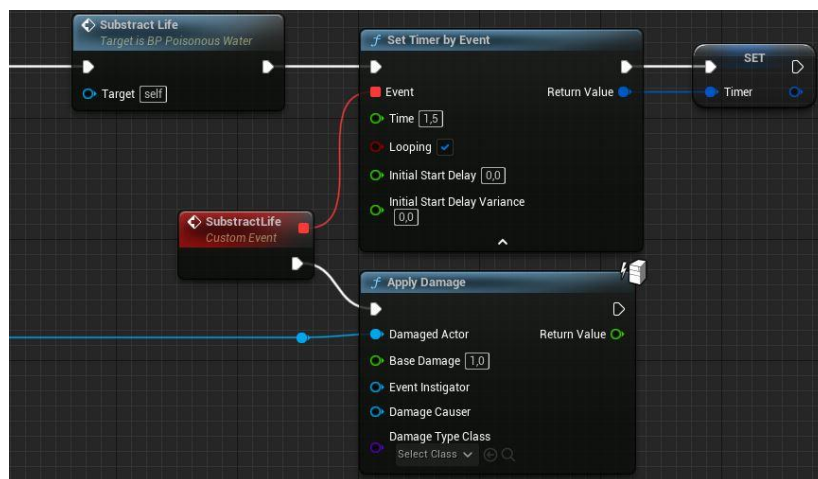 Substract Life
Target is BP Poisonous Water
Target self
f Set Timer by Event
Event Return Value
Time 1,5
Looping
Initial Start Delay 0,0
Initial Start Delay Variance
0,0
SET
Timer
SubstractLife
Custom Event
f Apply Damage
Damaged Actor Return Value
Base Damage 1,0
Event Instigator
Damage Causer
Damage Type Class
Select Class